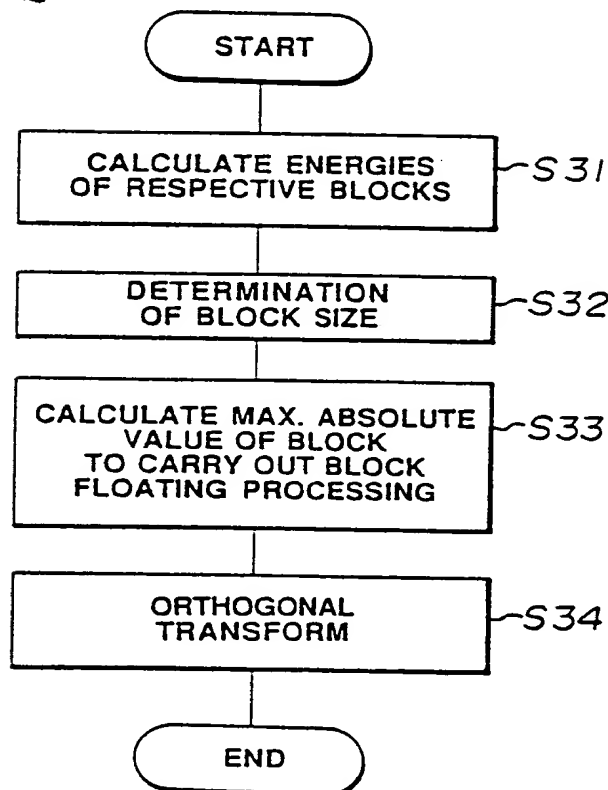 START
CALCULATE ENERGIES
OF RESPECTIVE BLOCKS
S31
DETERMINATION
OF BLOCK SIZE
S32
CALCULATE MAX. ABSOLUTE
VALUE OF BLOCK
TO CARRY OUT BLOCK
FLOATING PROCESSING
S33
ORTHOGONAL
TRANSFORM
S34
END